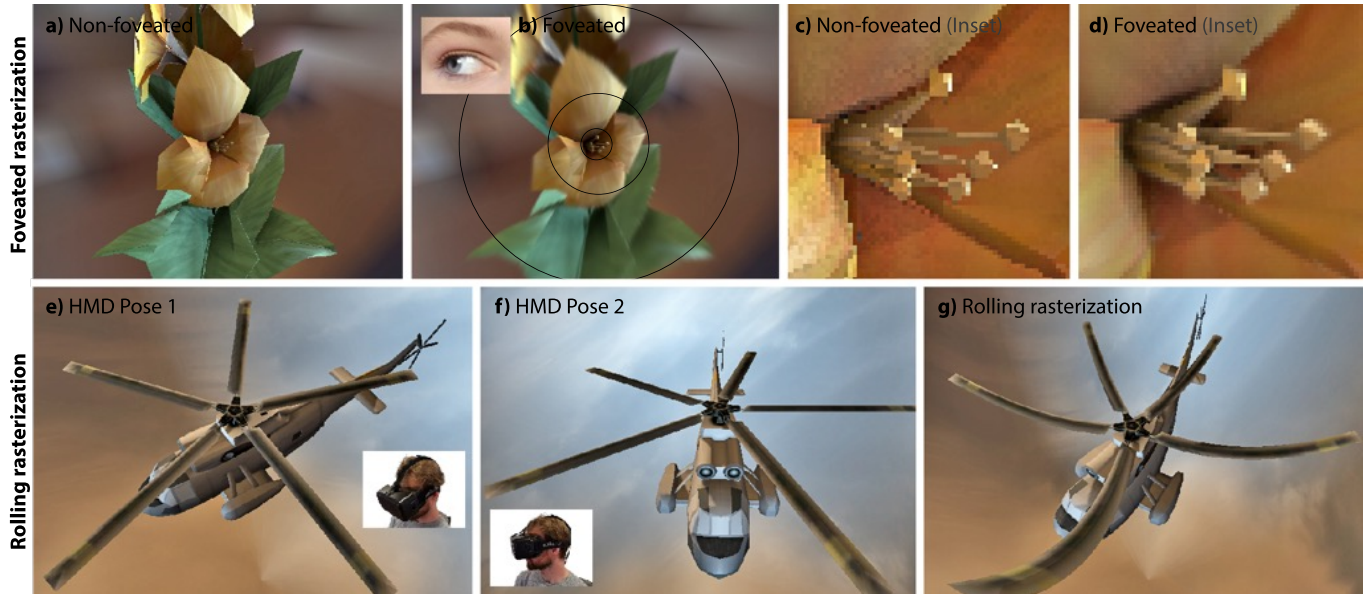 Foveated rasterization
a) Non-foveated
b) Foveated
c) Non-foveated (Inset)
d) Foveated (Inset)
Rolling rasterization
e) HMD Pose 1
f) HMD Pose 2
g) Rolling rasterization